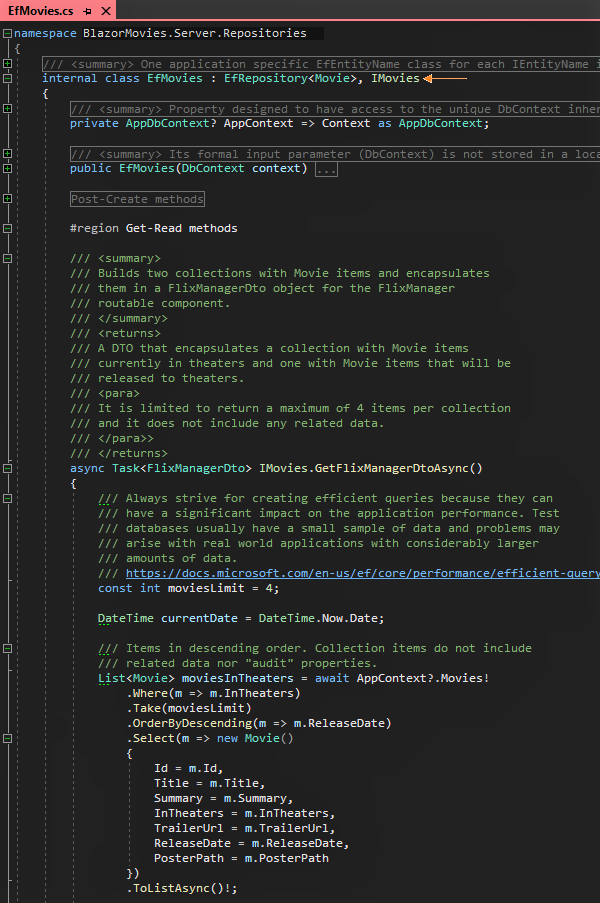 EfMovies.cs
namespace BlazorMovies.Server.Repositories
{
/// <summary> One application specific EfEntityName class for each IEntityName i
internal class EfMovies : EfRepository<Movie>, IMovies
{
/// <summary> Property designed to have access to the unique DbContext inher
private AppDbContext? AppContext => Context as AppDbContext;
/// <summary> Its formal input parameter (DbContext) is not stored in a loca
public EfMovies(DbContext context) ...
Post-Create methods
#region Get-Read methods
/// <summary>
/// Builds two collections with Movie items and encapsulates
/// them in a FlixManagerDto object for the FlixManager
/// routable component.
/// </summary>
/// <returns>
/// A DTO that encapsulates a collection with Movie items
/// currently in theaters and one with Movie items that will be
/// released to theaters.
/// <para>
/// It is limited to return a maximum of 4 items per collection
/// and it does not include any related data.
/// </para>>
/// </returns>
async Task<FlixManagerDto> IMovies.GetFlixManagerDtoAsync()
{
/// Always strive for creating efficient queries because they can
/// have a significant impact on the application performance. Test
/// databases usually have a small sample of data and problems may
/// arise with real world applications with considerably larger
/// amounts of data.
/// https://docs.microsoft.com/en-us/ef/core/performance/efficient-query
const int moviesLimit = 4;
DateTime currentDate = DateTime.Now.Date;
/// Items in descending order. Collection items do not include
/// related data nor "audit" properties.
List<Movie> moviesInTheaters = await AppContext?.Movies!
.Where(m => m.InTheaters)
.Take(moviesLimit)
.OrderByDescending(m => m.ReleaseDate)
.Select(m => new Movie()
{
Id = m.Id,
Title = m.Title,
Summary = m.Summary,
InTheaters = m.InTheaters,
TrailerUrl = m.TrailerUrl,
ReleaseDate = m.ReleaseDate,
PosterPath = m.PosterPath
})
.ToListAsync()!;